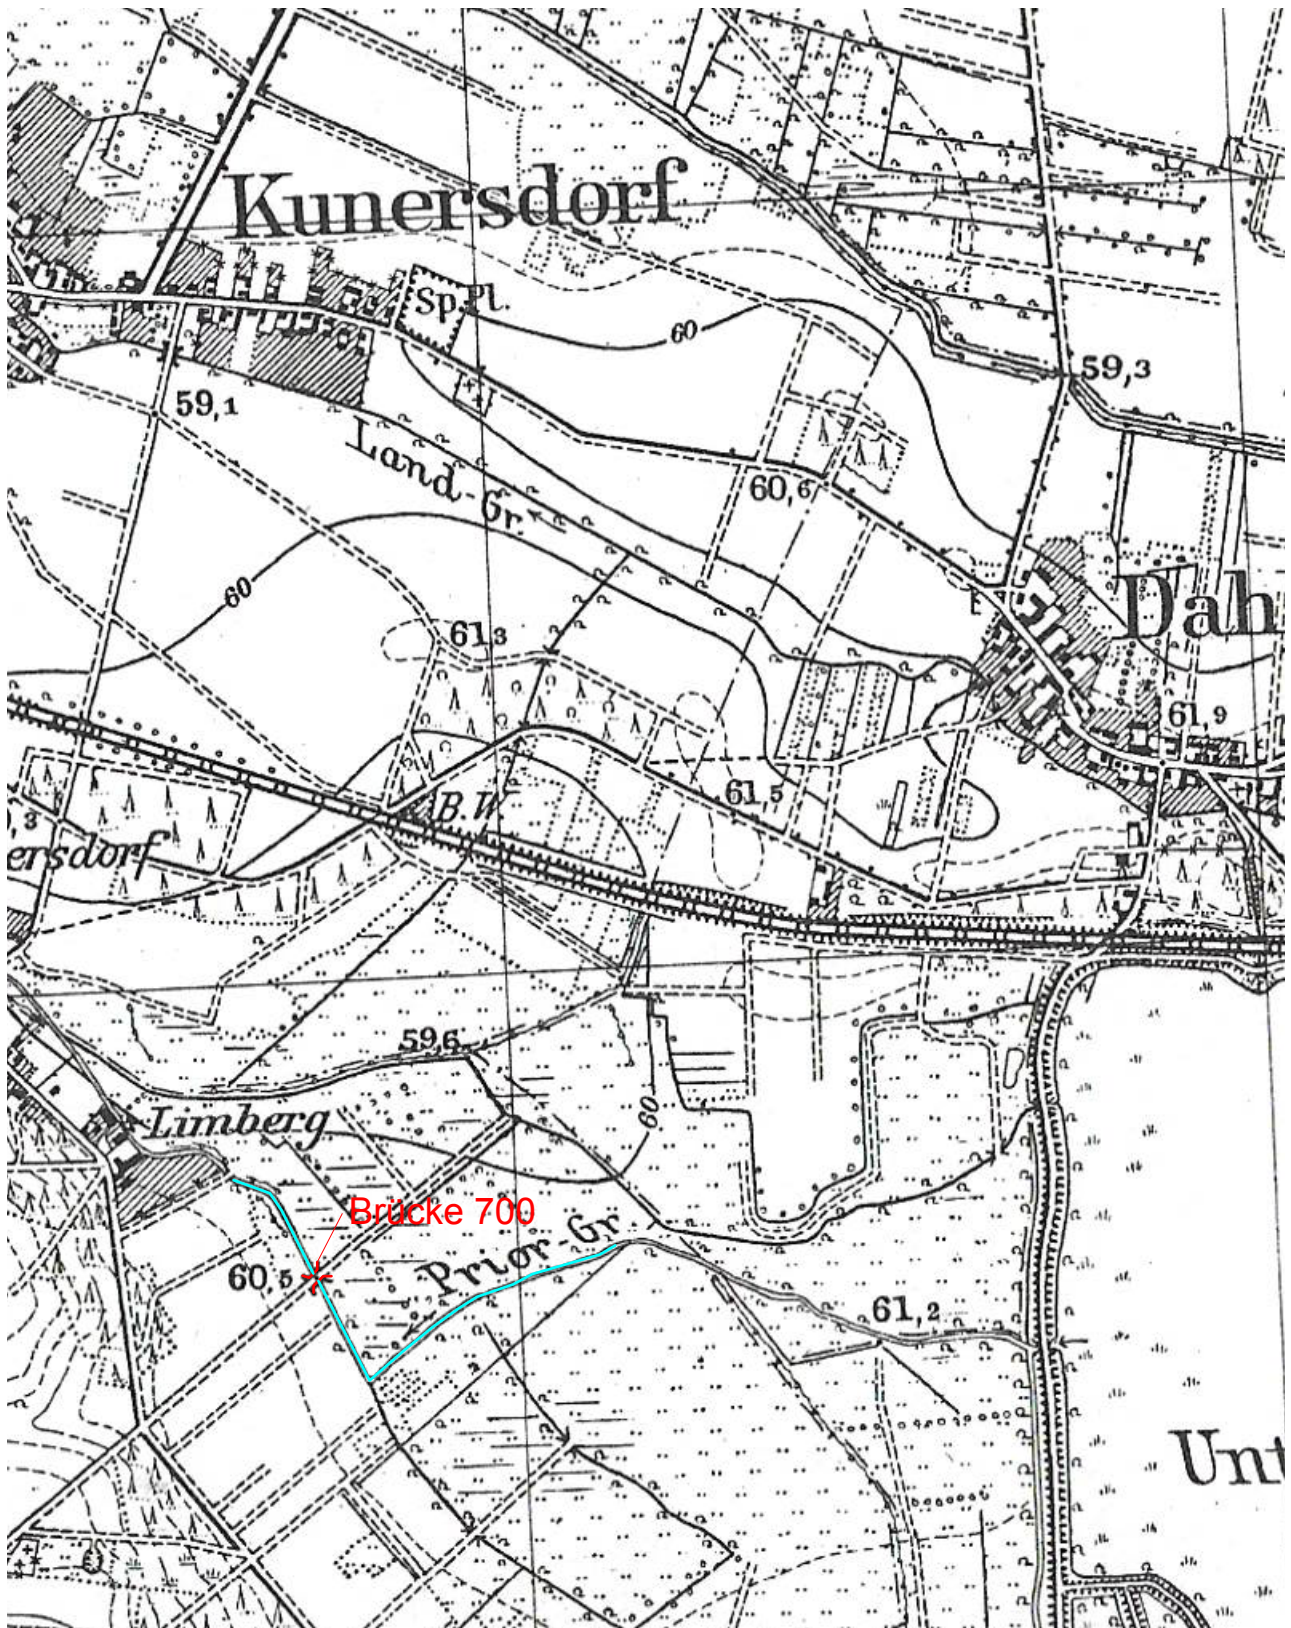 Kunersdorf
Sp. Pl.
60
59,3
59,1
Land-Gr.
60,6
60
61,3
Dah
61,9
61,5
B.W.
,3
ersdorf
59,6
Limberg
60
Brücke 700
Prior-Gr
60,5
61,2
Unt